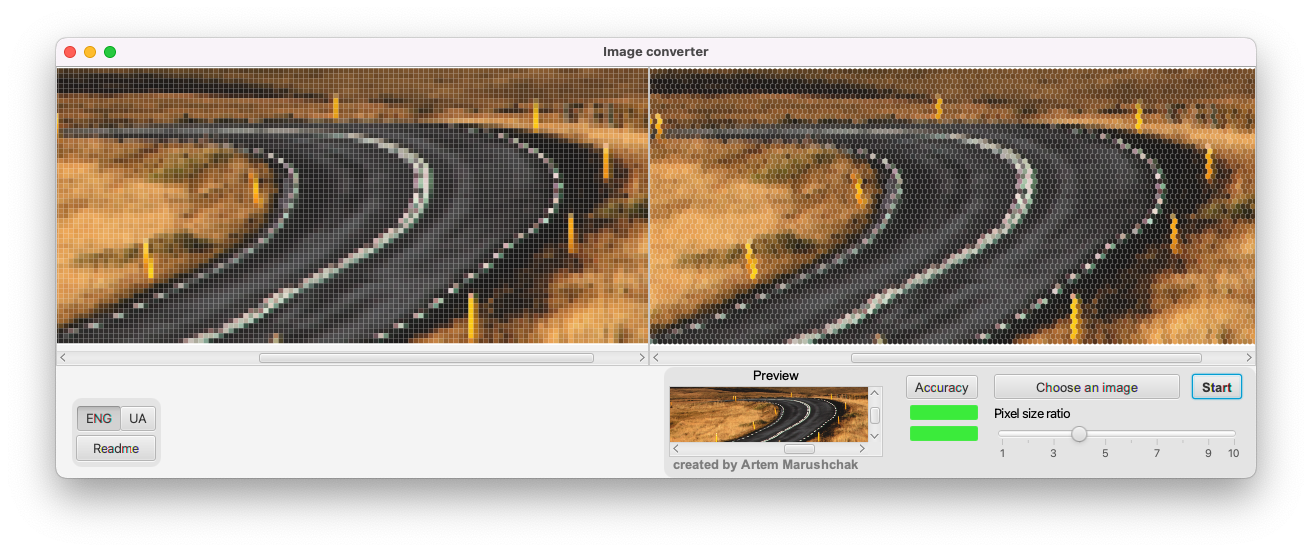 Image converter
Preview
Accuracy
Choose an image
Start
ENG
UA
Pixel size ratio
Readme
1 3 5 7 9 10
created by Artem Marushchak